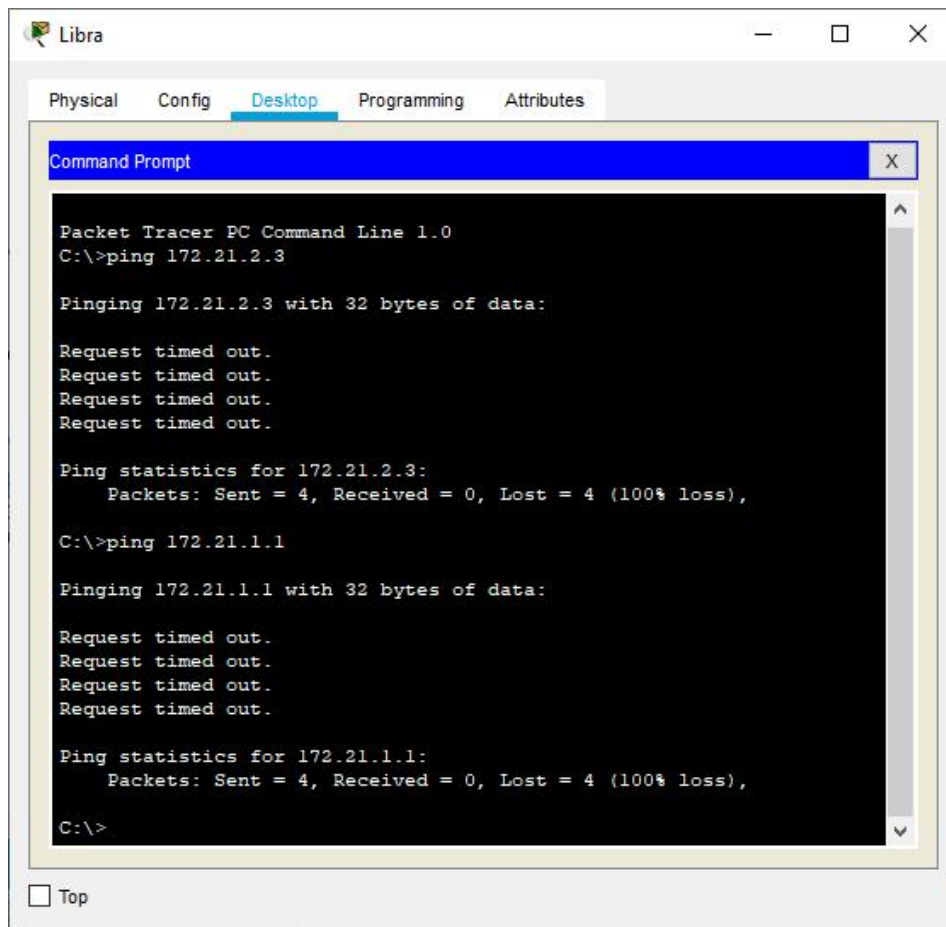 Libra
Physical Config Desktop Programming Attributes
Command Prompt X
Packet Tracer PC Command Line 1.0
C:\>ping 172.21.2.3
Pinging 172.21.2.3 with 32 bytes of data:
Request timed out.
Request timed out.
Request timed out.
Request timed out.
Ping statistics for 172.21.2.3:
Packets: Sent = 4, Received = 0, Lost = 4 (100% loss),
C:\>ping 172.21.1.1
Pinging 172.21.1.1 with 32 bytes of data:
Request timed out.
Request timed out.
Request timed out.
Request timed out.
Ping statistics for 172.21.1.1:
Packets: Sent = 4, Received = 0, Lost = 4 (100% loss),
C:\>
Top